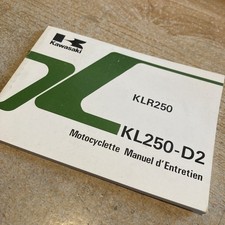 Kawasaki
KLR250
KL250-D2
Motocyclette Manuel d'Entretien